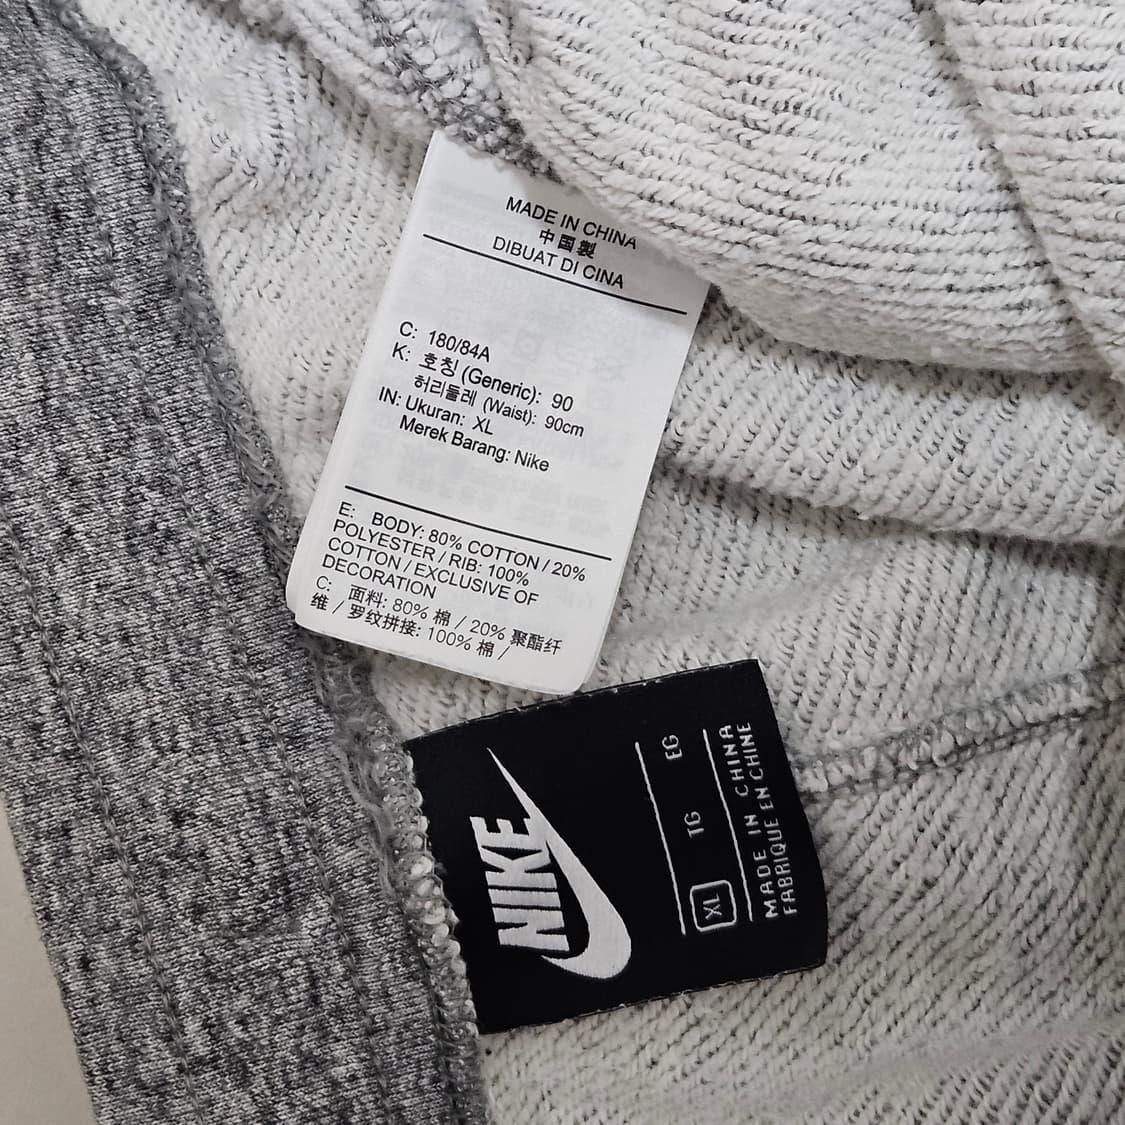 MADE IN CHINA
中国製
DIBUAT DI CINA
C: 180/84A
K: 호칭 (Generic): 90
허리둘레 (Waist): 90cm
IN: Ukuran: XL
Merek Barang: Nike
E: BODY: 80% COTTON / 20%
POLYESTER / RIB: 100%
COTTON / EXCLUSIVE OF
DECORATION
C: 面料: 80% 棉 / 20% 聚酯纤
维 / 罗纹拼接: 100% 棉 /
NIKE
XL TG EG
MADE IN CHINA
FABRIQUE EN CHINE